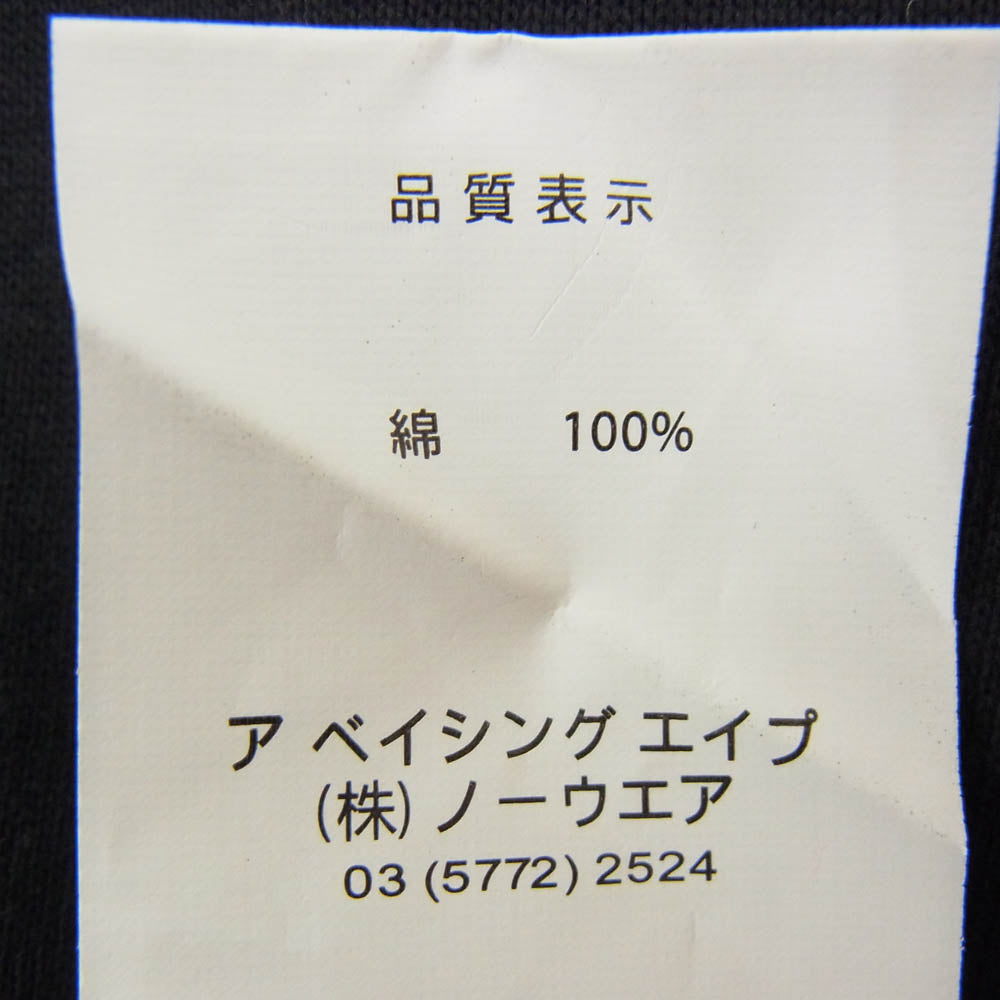 品質表示
綿 100%
ア ベイシング エイプ
(株) ノーウエア
03 (5772) 2524